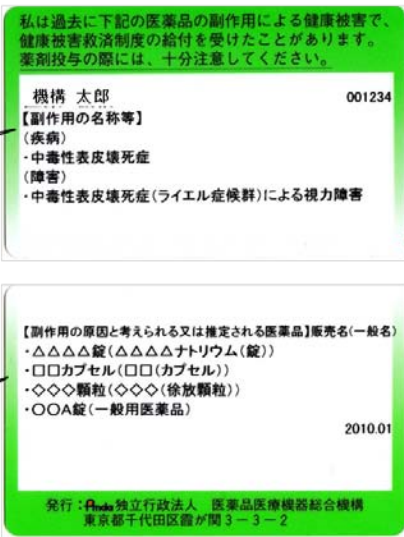 私は過去に下記の医薬品の副作用による健康被害で、
健康被害救済制度の給付を受けたことがあります。
薬剤投与の際には、十分注意してください。
機構 太郎
001234
【副作用の名称等】
(疾病)
・中毒性表皮壊死症
(障害)
・中毒性表皮壊死症(ライエル症候群)による視力障害
【副作用の原因と考えられる又は推定される医薬品】販売名(一般名)
・△△△△錠(△△△△ナトリウム(錠))
・□□カプセル(□□(カプセル))
・◇◇◇顆粒(◇◇◇(徐放顆粒))
・〇〇A錠(一般用医薬品)
2010.01
発行:Pmda 独立行政法人 医薬品医療機器総合機構
東京都千代田区霞が関3-3-2